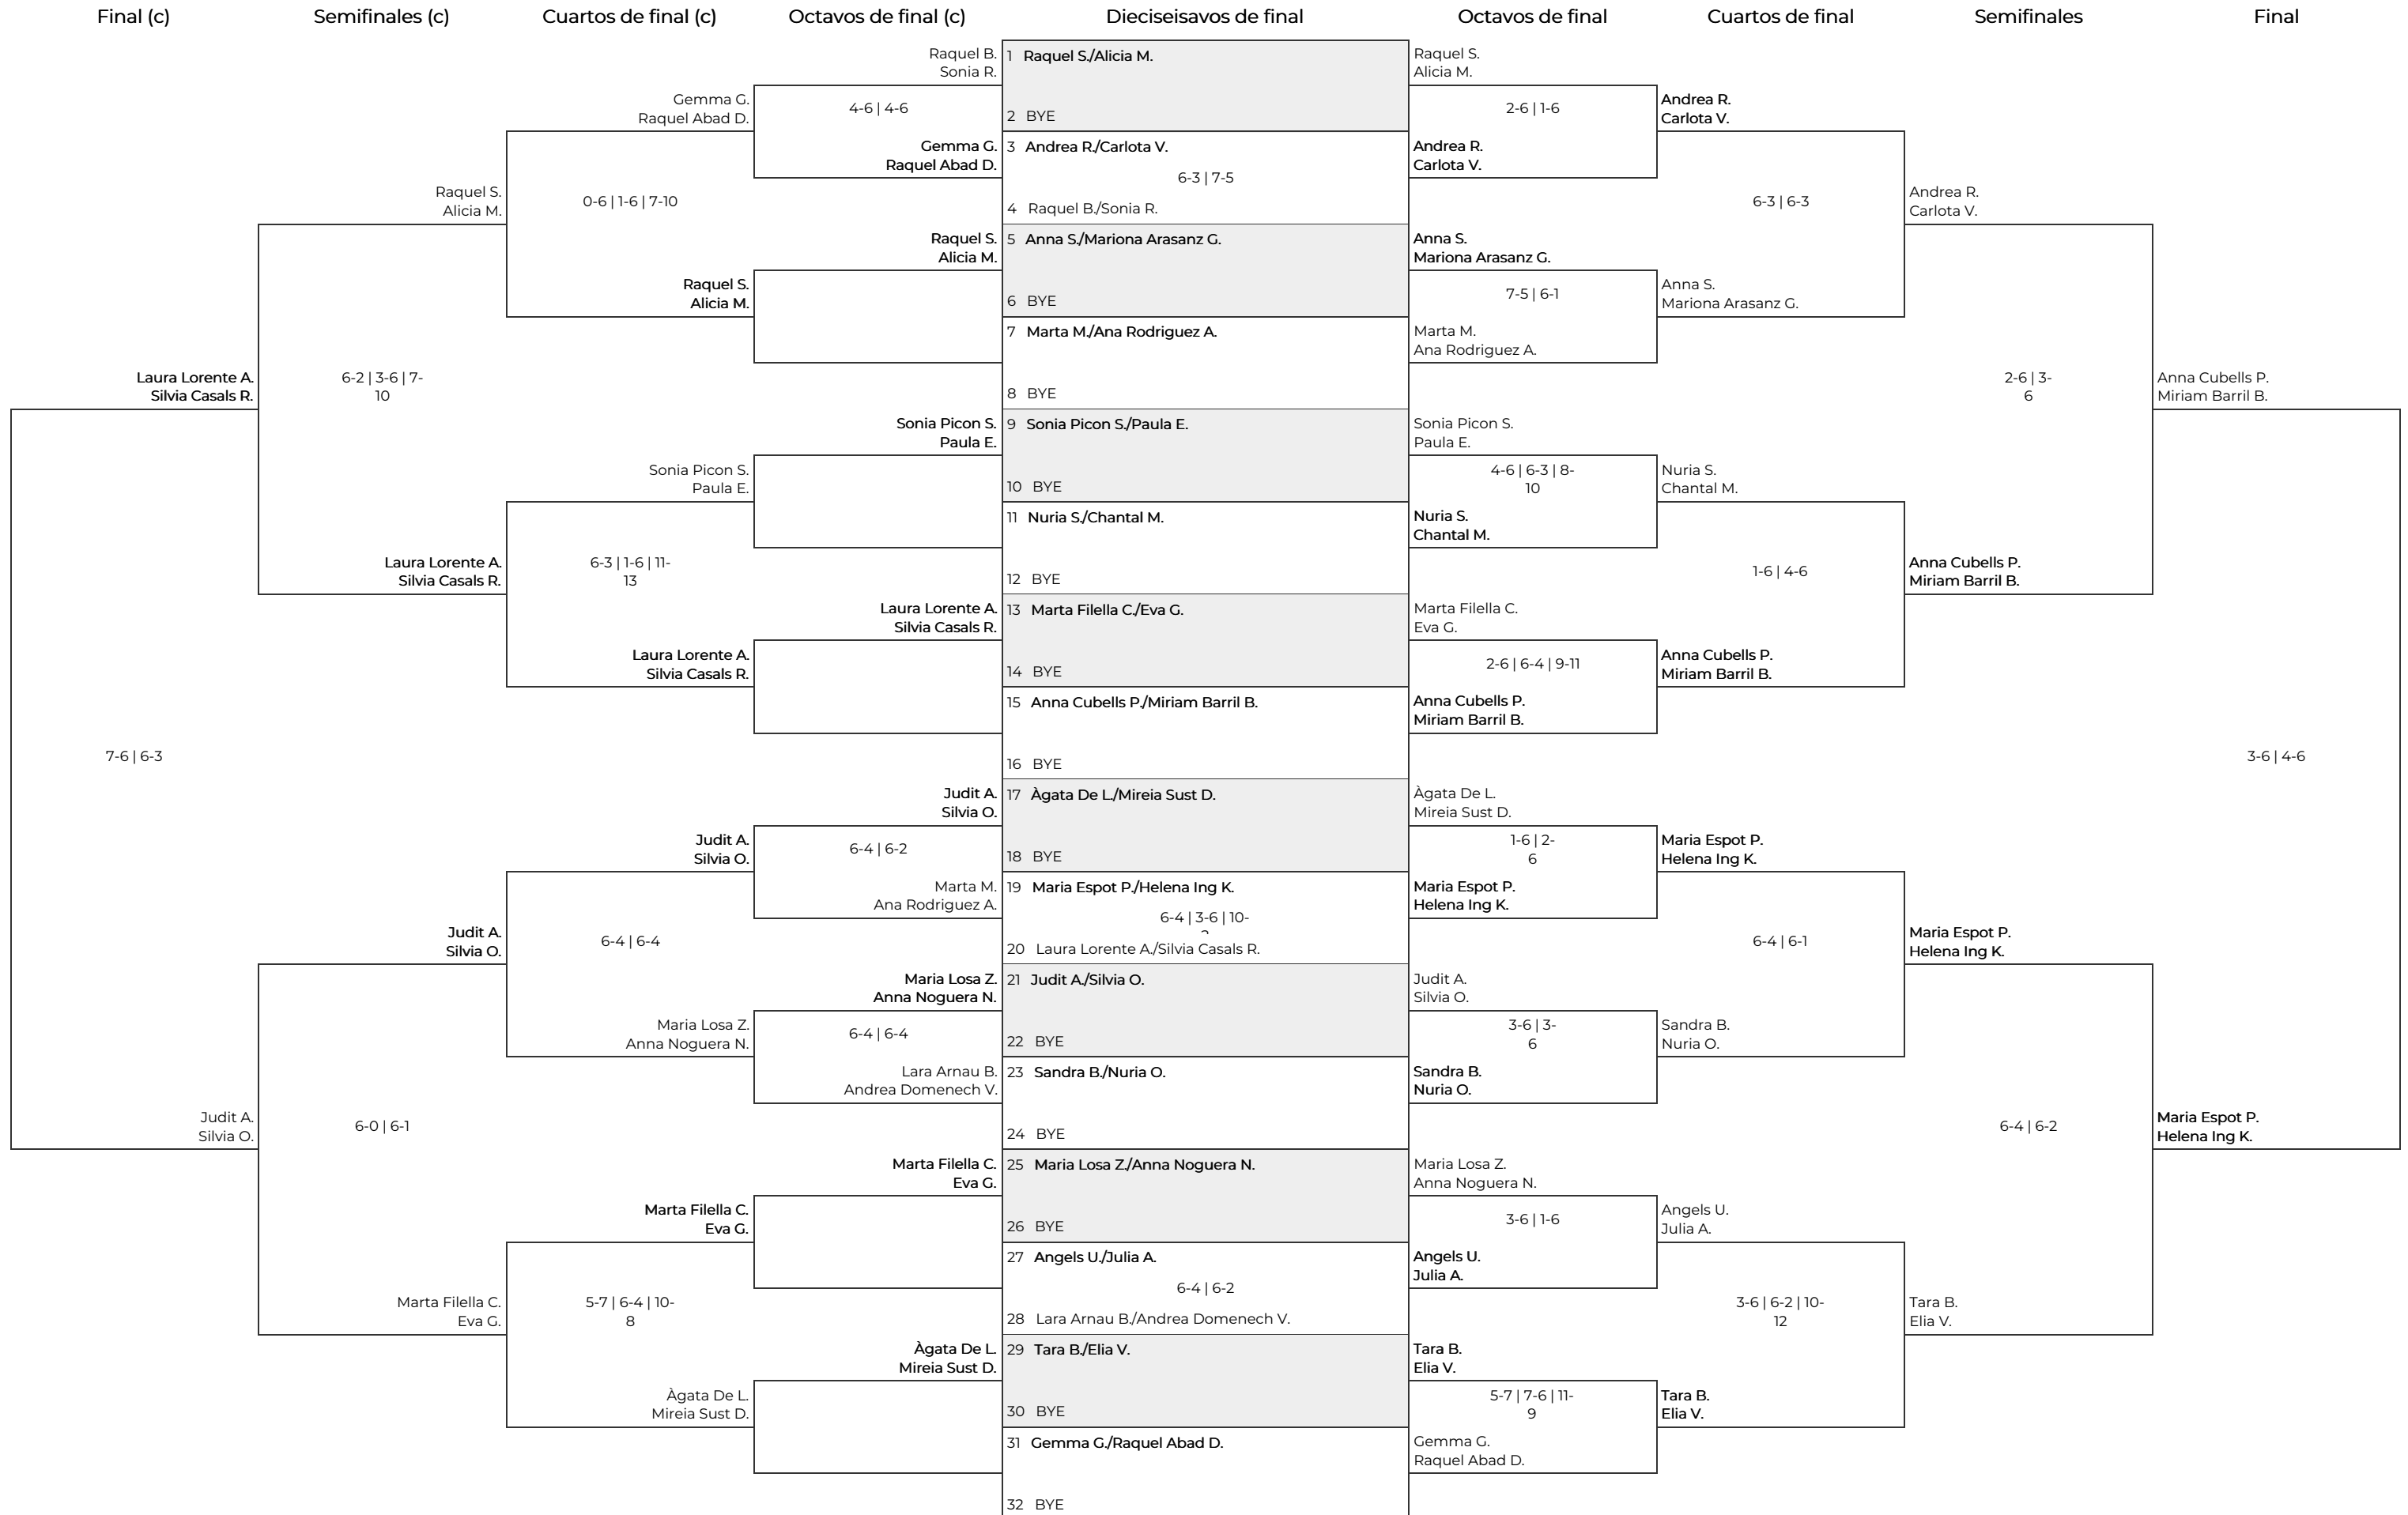 Final (c)
Semifinales (c)
Cuartos de final (c)
Octavos de final (c)
Dieciseisavos de final
Octavos de final
Cuartos de final
Semifinales
Final
Laura Lorente A.
Silvia Casals R.
7-6 | 6-3
Judit A.
Silvia O.
Raquel S.
Alicia M.
6-2 | 3-6 | 7-
10
Laura Lorente A.
Silvia Casals R.
Judit A.
Silvia O.
6-0 | 6-1
Marta Filella C.
Eva G.
Gemma G.
Raquel Abad D.
0-6 | 1-6 | 7-10
Raquel S.
Alicia M.
Sonia Picon S.
Paula E.
6-3 | 1-6 | 11-
13
Laura Lorente A.
Silvia Casals R.
Judit A.
Silvia O.
6-4 | 6-4
Maria Losa Z.
Anna Noguera N.
Marta Filella C.
Eva G.
5-7 | 6-4 | 10-
8
Àgata De L.
Mireia Sust D.
Raquel B.
Sonia R.
4-6 | 4-6
Gemma G.
Raquel Abad D.
Raquel S.
Alicia M.
Sonia Picon S.
Paula E.
Laura Lorente A.
Silvia Casals R.
Judit A.
Silvia O.
6-4 | 6-2
Marta M.
Ana Rodriguez A.
Maria Losa Z.
Anna Noguera N.
6-4 | 6-4
Lara Arnau B.
Andrea Domenech V.
Marta Filella C.
Eva G.
Àgata De L.
Mireia Sust D.
1 Raquel S./Alicia M.
2 BYE
3 Andrea R./Carlota V.
6-3 | 7-5
4 Raquel B./Sonia R.
5 Anna S./Mariona Arasanz G.
6 BYE
7 Marta M./Ana Rodriguez A.
8 BYE
9 Sonia Picon S./Paula E.
10 BYE
11 Nuria S./Chantal M.
12 BYE
13 Marta Filella C./Eva G.
14 BYE
15 Anna Cubells P./Miriam Barril B.
16 BYE
17 Àgata De L./Mireia Sust D.
18 BYE
19 Maria Espot P./Helena Ing K.
6-4 | 3-6 | 10-
20 Laura Lorente A./Silvia Casals R.
21 Judit A./Silvia O.
22 BYE
23 Sandra B./Nuria O.
24 BYE
25 Maria Losa Z./Anna Noguera N.
26 BYE
27 Angels U./Julia A.
6-4 | 6-2
28 Lara Arnau B./Andrea Domenech V.
29 Tara B./Elia V.
30 BYE
31 Gemma G./Raquel Abad D.
32 BYE
Raquel S.
Alicia M.
2-6 | 1-6
Andrea R.
Carlota V.
Anna S.
Mariona Arasanz G.
7-5 | 6-1
Marta M.
Ana Rodriguez A.
Sonia Picon S.
Paula E.
4-6 | 6-3 | 8-
10
Nuria S.
Chantal M.
Marta Filella C.
Eva G.
2-6 | 6-4 | 9-11
Anna Cubells P.
Miriam Barril B.
Àgata De L.
Mireia Sust D.
1-6 | 2-
6
Maria Espot P.
Helena Ing K.
Judit A.
Silvia O.
3-6 | 3-
6
Sandra B.
Nuria O.
Maria Losa Z.
Anna Noguera N.
3-6 | 1-6
Angels U.
Julia A.
Tara B.
Elia V.
5-7 | 7-6 | 11-
9
Gemma G.
Raquel Abad D.
Andrea R.
Carlota V.
6-3 | 6-3
Anna S.
Mariona Arasanz G.
Nuria S.
Chantal M.
1-6 | 4-6
Anna Cubells P.
Miriam Barril B.
Maria Espot P.
Helena Ing K.
6-4 | 6-1
Sandra B.
Nuria O.
Angels U.
Julia A.
3-6 | 6-2 | 10-
12
Tara B.
Elia V.
Andrea R.
Carlota V.
2-6 | 3-
6
Anna Cubells P.
Miriam Barril B.
Maria Espot P.
Helena Ing K.
6-4 | 6-2
Tara B.
Elia V.
Anna Cubells P.
Miriam Barril B.
3-6 | 4-6
Maria Espot P.
Helena Ing K.